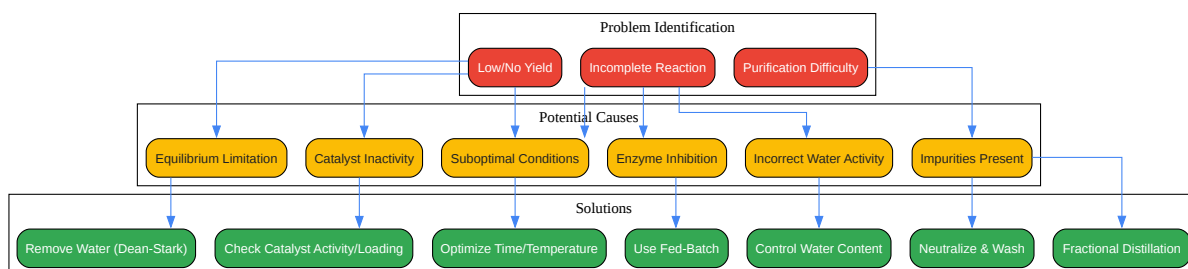 Problem Identification
Low/No Yield
Incomplete Reaction
Purification Difficulty
Potential Causes
Equilibrium Limitation
Catalyst Inactivity
Suboptimal Conditions
Enzyme Inhibition
Incorrect Water Activity
Impurities Present
Solutions
Remove Water (Dean-Stark)
Check Catalyst Activity/Loading
Optimize Time/Temperature
Use Fed-Batch
Control Water Content
Neutralize & Wash
Fractional Distillation